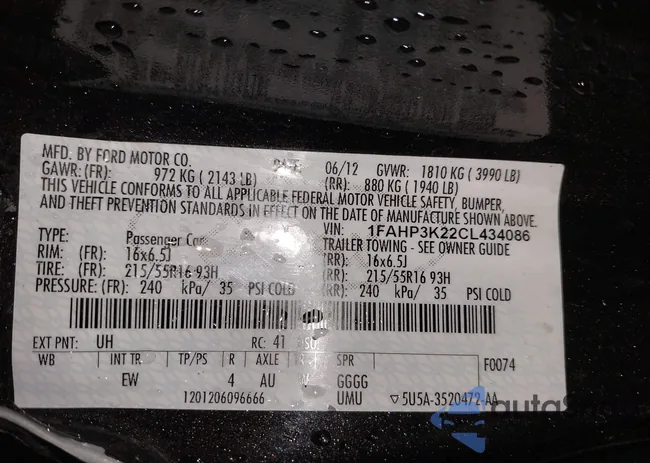 MFD. BY FORD MOTOR CO. DATE: 06/12 GVWR: 1810 KG ( 3990 LB)
GAWR: (FR): 972 KG ( 2143 LB) (RR): 880 KG ( 1940 LB)
THIS VEHICLE CONFORMS TO ALL APPLICABLE FEDERAL MOTOR VEHICLE SAFETY, BUMPER,
AND THEFT PREVENTION STANDARDS IN EFFECT ON THE DATE OF MANUFACTURE SHOWN ABOVE.
VIN: 1FAHP3K22CL434086
TYPE: Passenger Car TRAILER TOWING - SEE OWNER GUIDE
RIM: (FR): 16x6.5J (RR): 16x6.5J
TIRE: (FR): 215/55R16 93H (RR): 215/55R16 93H
PRESSURE: (FR): 240 kPa/ 35 PSI COLD (RR): 240 kPa/ 35 PSI COLD
EXT PNT: UH RC: 41 DSO:
WB INT TR TP/PS R AXLE SPR F0074
EW 4 AU U GGGG
1201206096666 UMU ▽5U5A-3520472-AA